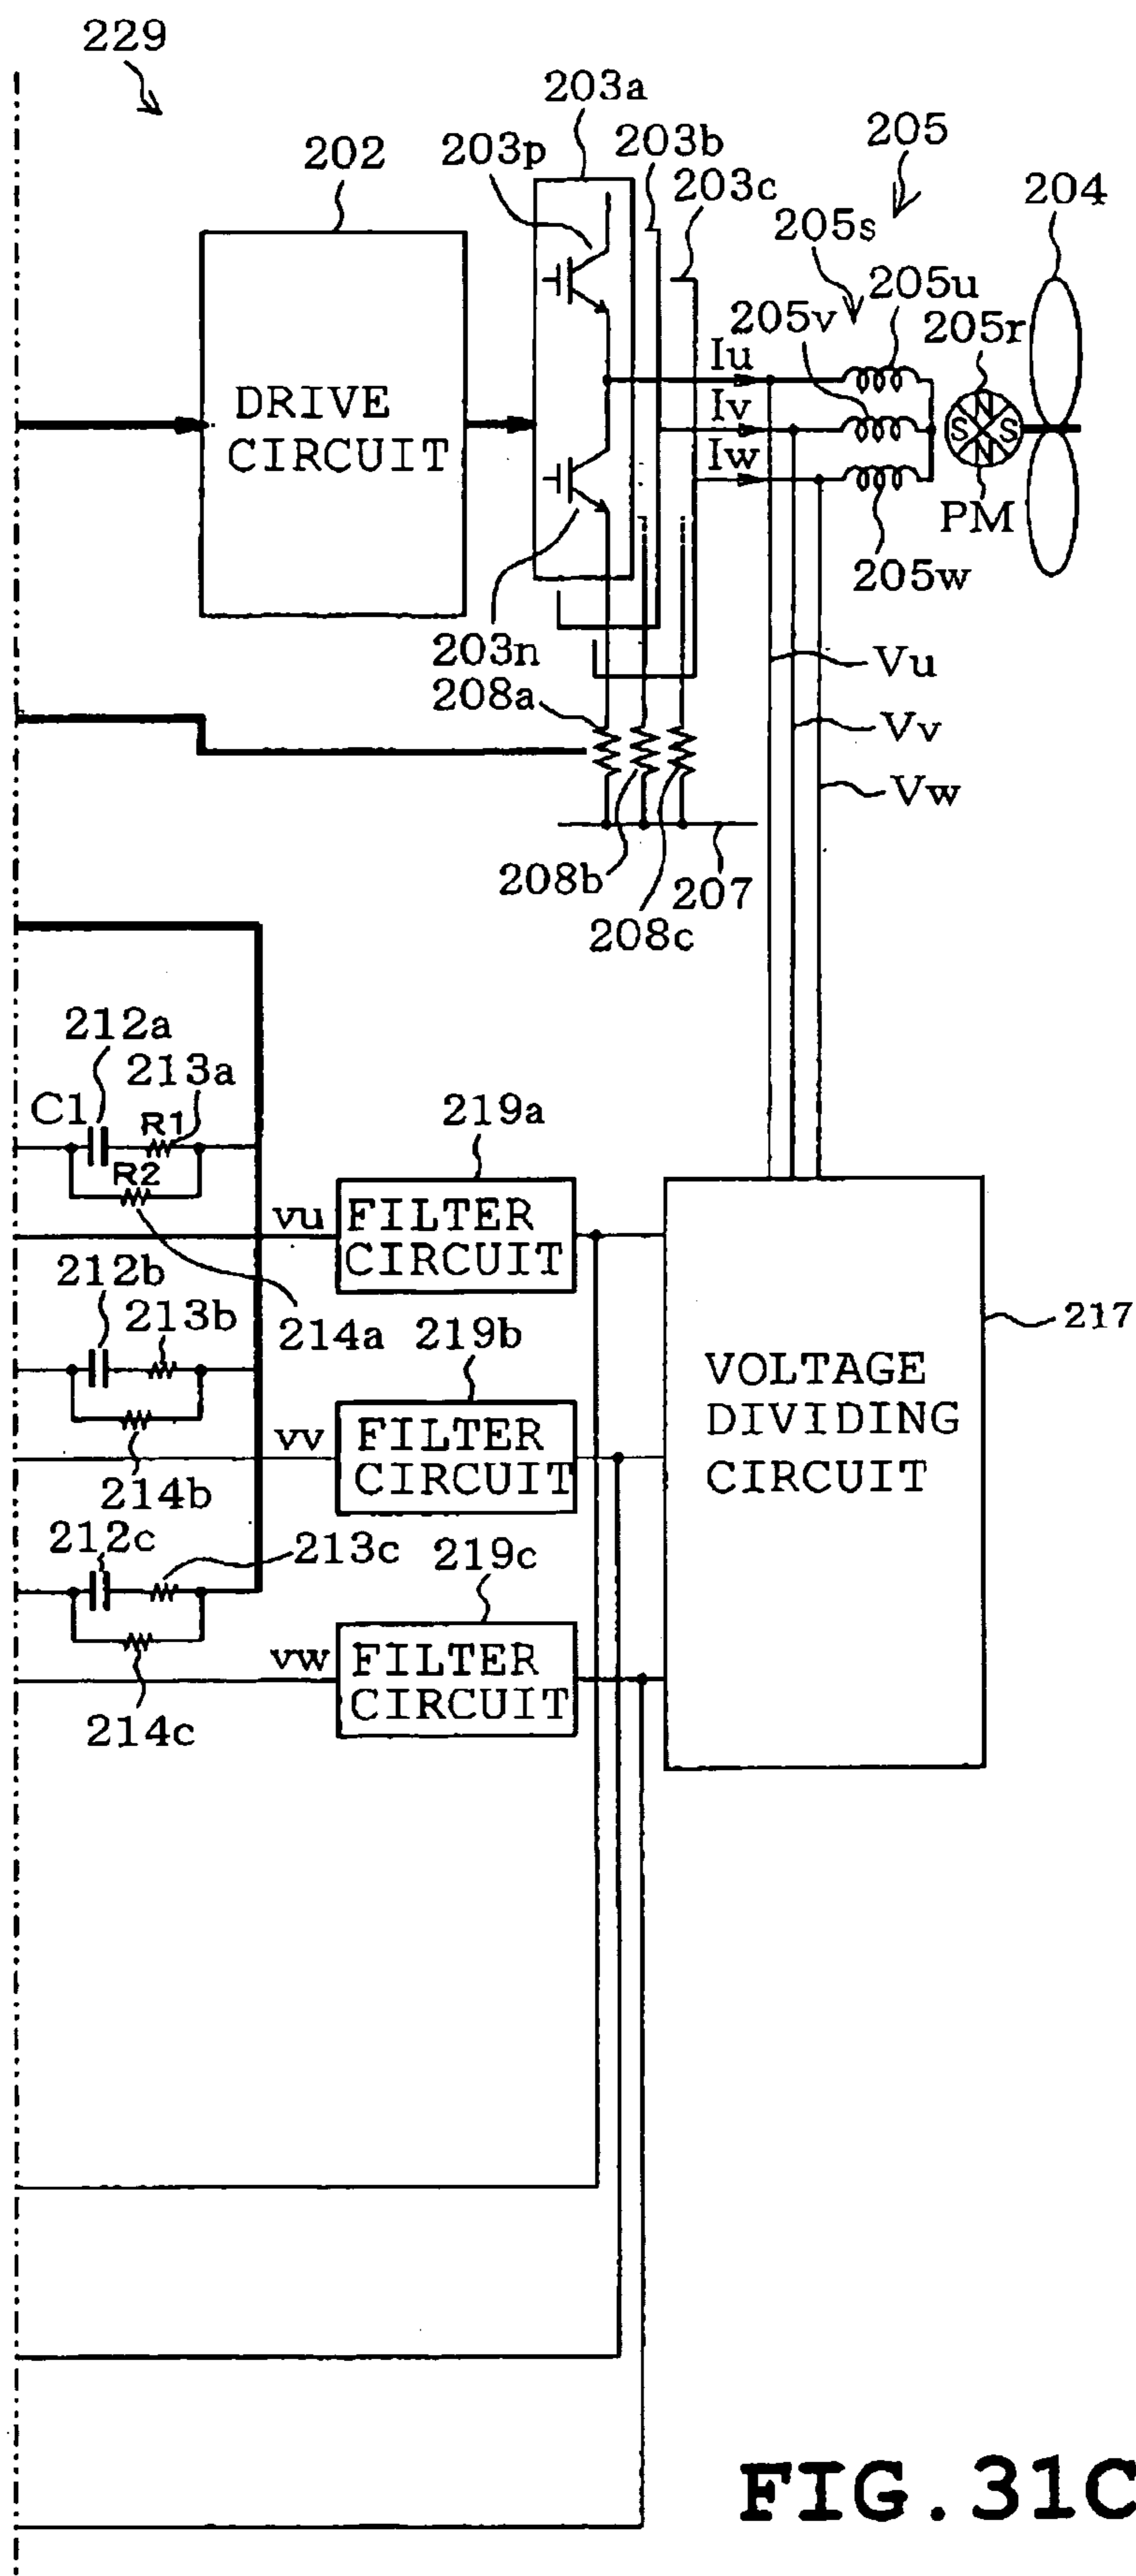 229
203a
203b
202
203p
203c
205
204
205s
205u
205v
205r
Iu
Iv
Iw
DRIVE
CIRCUIT
N
S S
N
PM
205w
203n
208a
Vu
Vv
Vw
208b
207
208c
212a
213a
C1
R1
R2
219a
vu
FILTER
CIRCUIT
212b
213b
214a
219b
217
VOLTAGE
DIVIDING
CIRCUIT
vv
FILTER
CIRCUIT
214b
212c
213c
219c
vw
FILTER
CIRCUIT
214c
FIG. 31C